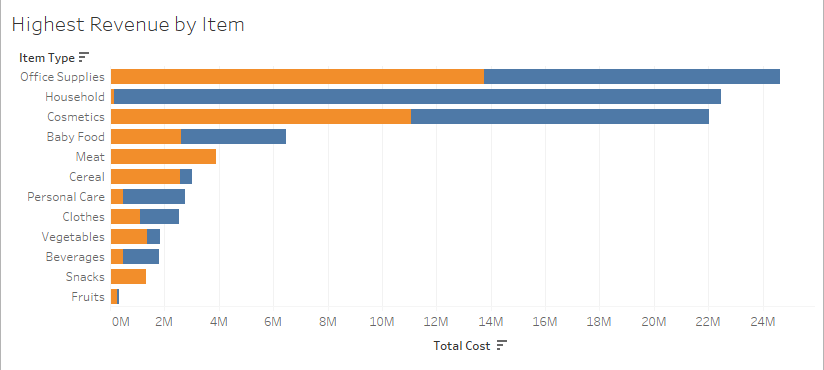 Highest Revenue by Item
Item Type
Office Supplies
Household
Cosmetics
Baby Food
Meat
Cereal
Personal Care
Clothes
Vegetables
Beverages
Snacks
Fruits
0M 2M 4M 6M 8M 10M 12M 14M 16M 18M 20M 22M 24M
Total Cost